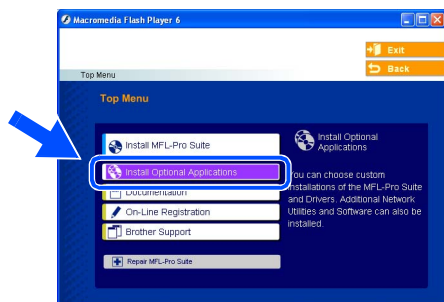 Macromedia Flash Player 6
Exit
Back
Top Menu
Top Menu
Install MFL-Pro Suite
Install Optional Applications
Documentation
On-Line Registration
Brother Support
Repair MFL-Pro Suite
Install Optional
Applications
You can choose custom
installations of the MFL-Pro Suite
and Drivers. Additional Network
Utilities and Software can also be
installed.